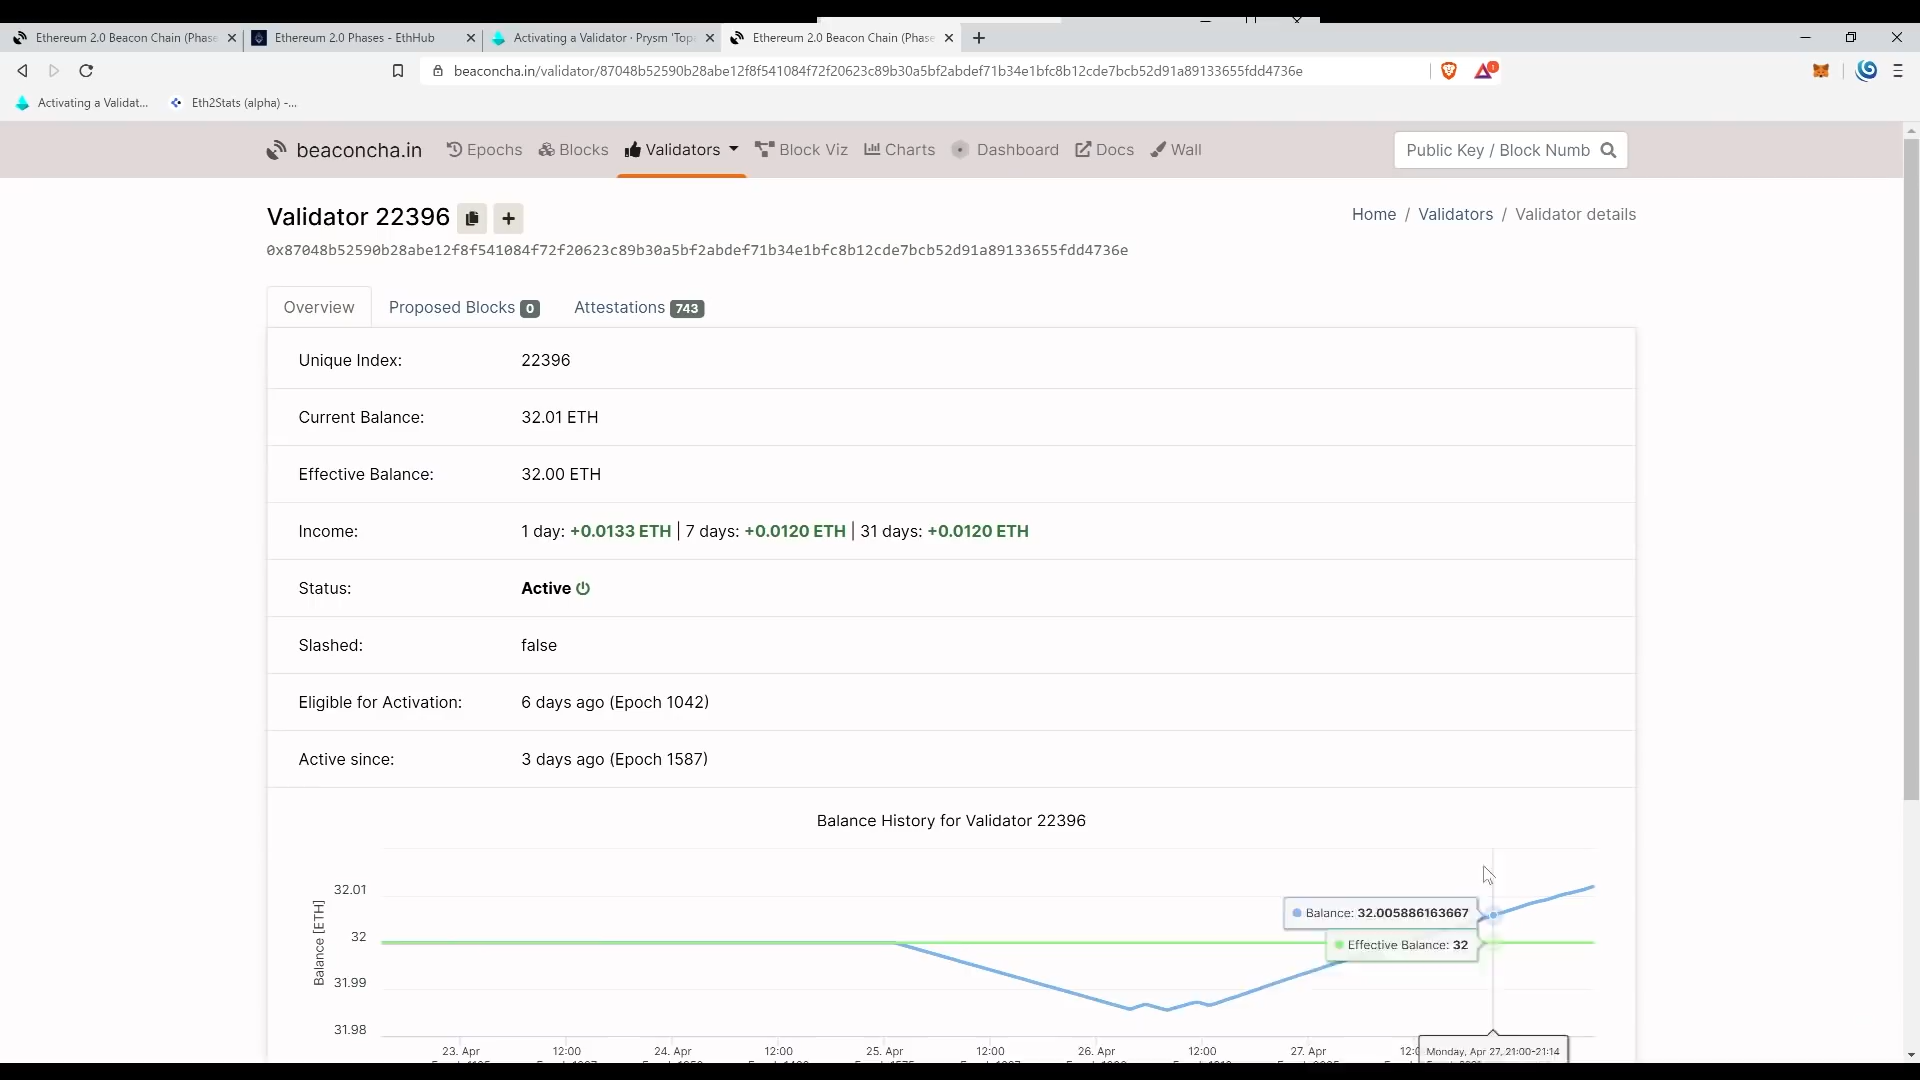 Ethereum 2.0 Beacon Chain (Phase
Ethereum 2.0 Phases - EthHub
Activating a Validator · Prysm 'Top
Ethereum 2.0 Beacon Chain (Phase
beaconcha.in/validator/87048b52590b28abe12f8f541084f72f20623c89b30a5bf2abdef71b34e1bfc8b12cde7bcb52d91a89133655fdd4736e
Activating a Validat...
Eth2Stats (alpha) -...
beaconcha.in
Epochs
Blocks
Validators
Block Viz
Charts
Dashboard
Docs
Wall
Public Key / Block Numb
Validator 22396
Home / Validators / Validator details
0x87048b52590b28abe12f8f541084f72f20623c89b30a5bf2abdef71b34e1bfc8b12cde7bcb52d91a89133655fdd4736e
Overview
Proposed Blocks 0
Attestations 743
Unique Index: 22396
Current Balance: 32.01 ETH
Effective Balance: 32.00 ETH
Income: 1 day: +0.0133 ETH | 7 days: +0.0120 ETH | 31 days: +0.0120 ETH
Status: Active
Slashed: false
Eligible for Activation: 6 days ago (Epoch 1042)
Active since: 3 days ago (Epoch 1587)
Balance History for Validator 22396
Balance [ETH]
32.01
32
31.99
31.98
Balance: 32.005886163667
Effective Balance: 32
23. Apr
12:00
24. Apr
12:00
25. Apr
12:00
26. Apr
12:00
27. Apr
Monday, Apr 27, 21:00-21:14